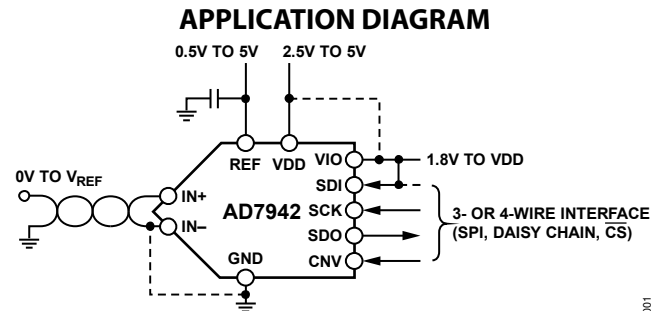 APPLICATION DIAGRAM
0.5V TO 5V 2.5V TO 5V
REF VDD VIO 1.8V TO VDD
0V TO VREF
IN+ SDI
AD7942 SCK 3- OR 4-WIRE INTERFACE
IN– SDO (SPI, DAISY CHAIN, CS)
GND CNV
001